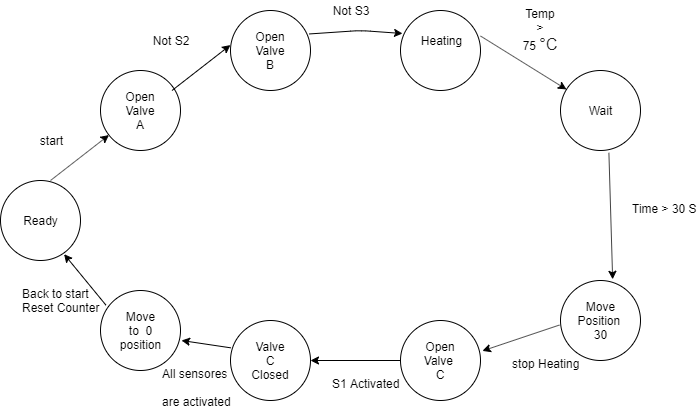 Ready
start
Open
Valve
A
Not S2
Open
Valve
B
Not S3
Heating
Temp
>
75 °C
Wait
Time > 30 S
Move
Position
30
stop Heating
Open
Valve
C
S1 Activated
Valve
C
Closed
All sensores
are activated
Move
to 0
position
Back to start
Reset Counter